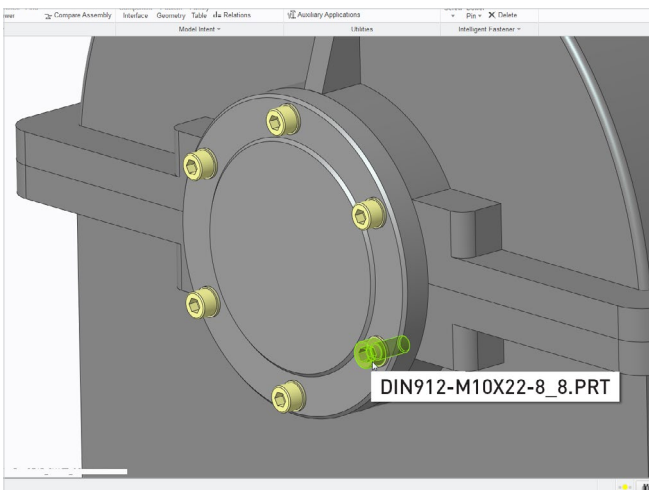 Compare Assembly
Interface
Geometry
Table
Relations
Auxiliary Applications
Pin
Delete
Model Intent
Utilities
Intelligent Fastener
DIN912-M10X22-8_8.PRT